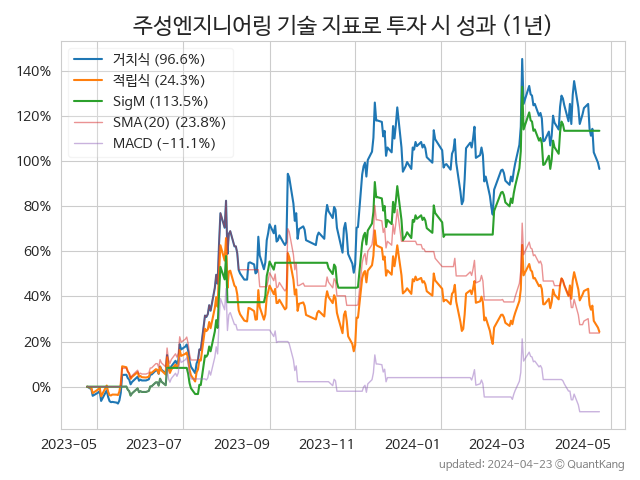 주성엔지니어링 기술 지표로 투자 시 성과 (1년)
거치식 (96.6%)
적립식 (24.3%)
SigM (113.5%)
SMA(20) (23.8%)
MACD (−11.1%)
140%
120%
100%
80%
60%
40%
20%
0%
2023-05 2023-07 2023-09 2023-11 2024-01 2024-03 2024-05
updated: 2024-04-23 © QuantKang